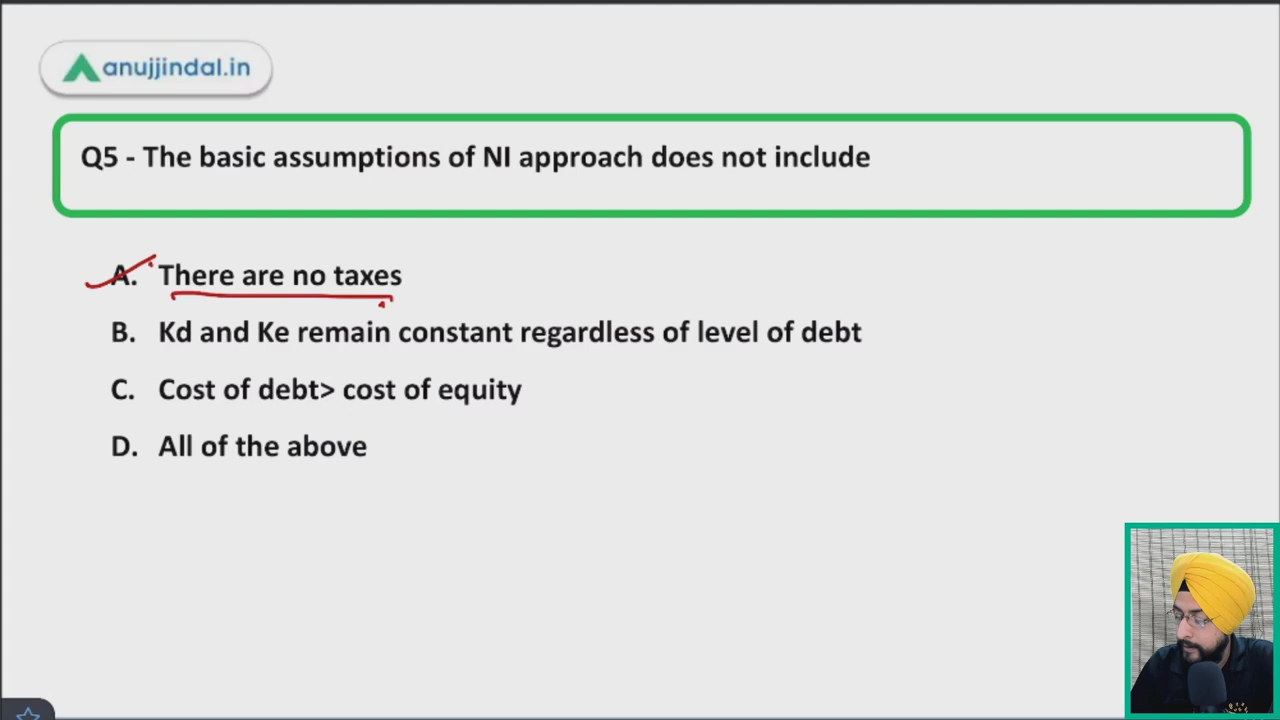 anujjindal.in
Q5 - The basic assumptions of NI approach does not include
A. There are no taxes
B. Kd and Ke remain constant regardless of level of debt
C. Cost of debt> cost of equity
D. All of the above